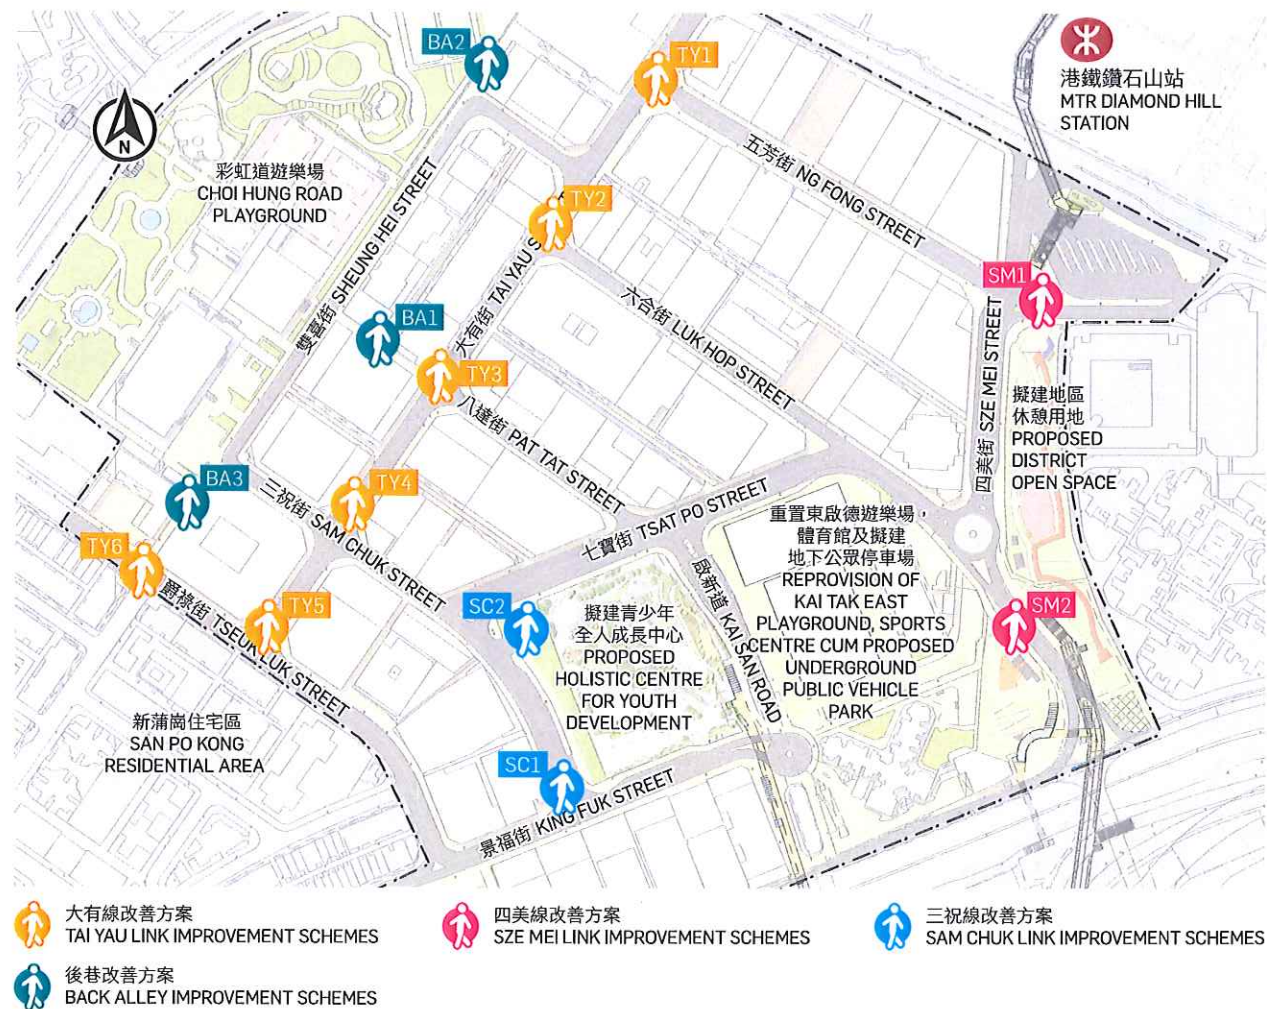 BA2
TY1
港鐵鑽石山站
MTR DIAMOND HILL
STATION
N
彩虹道遊樂場
CHOI HUNG ROAD
PLAYGROUND
五芳街 NG FONG STREET
TY2
雙喜街 SHEUNG HEI STREET
大有街 TAI YAU S
SM1
六合街 LUK HOP STREET
BA1
TY3
四美街 SZE MEI STREET
擬建地區
休憩用地
PROPOSED
DISTRICT
OPEN SPACE
八達街 PAT TAT STREET
BA3
TY4
三祝街 SAM CHUK STREET
七寶街 TSAT PO STREET
重置東啟德遊樂場，
體育館及擬建
地下公眾停車場
REPROVISION OF
KAI TAK EAST
PLAYGROUND, SPORTS
CENTRE CUM PROPOSED
UNDERGROUND
PUBLIC VEHICLE
PARK
TY6
爵祿街 TSEUK LUK STREET
TY5
SC2
擬建青少年
全人成長中心
PROPOSED
HOLISTIC CENTRE
FOR YOUTH
DEVELOPMENT
啟新道 KAI SAN ROAD
SM2
新蒲崗住宅區
SAN PO KONG
RESIDENTIAL AREA
SC1
景福街 KING FUK STREET
大有線改善方案
TAI YAU LINK IMPROVEMENT SCHEMES
四美線改善方案
SZE MEI LINK IMPROVEMENT SCHEMES
三祝線改善方案
SAM CHUK LINK IMPROVEMENT SCHEMES
後巷改善方案
BACK ALLEY IMPROVEMENT SCHEMES